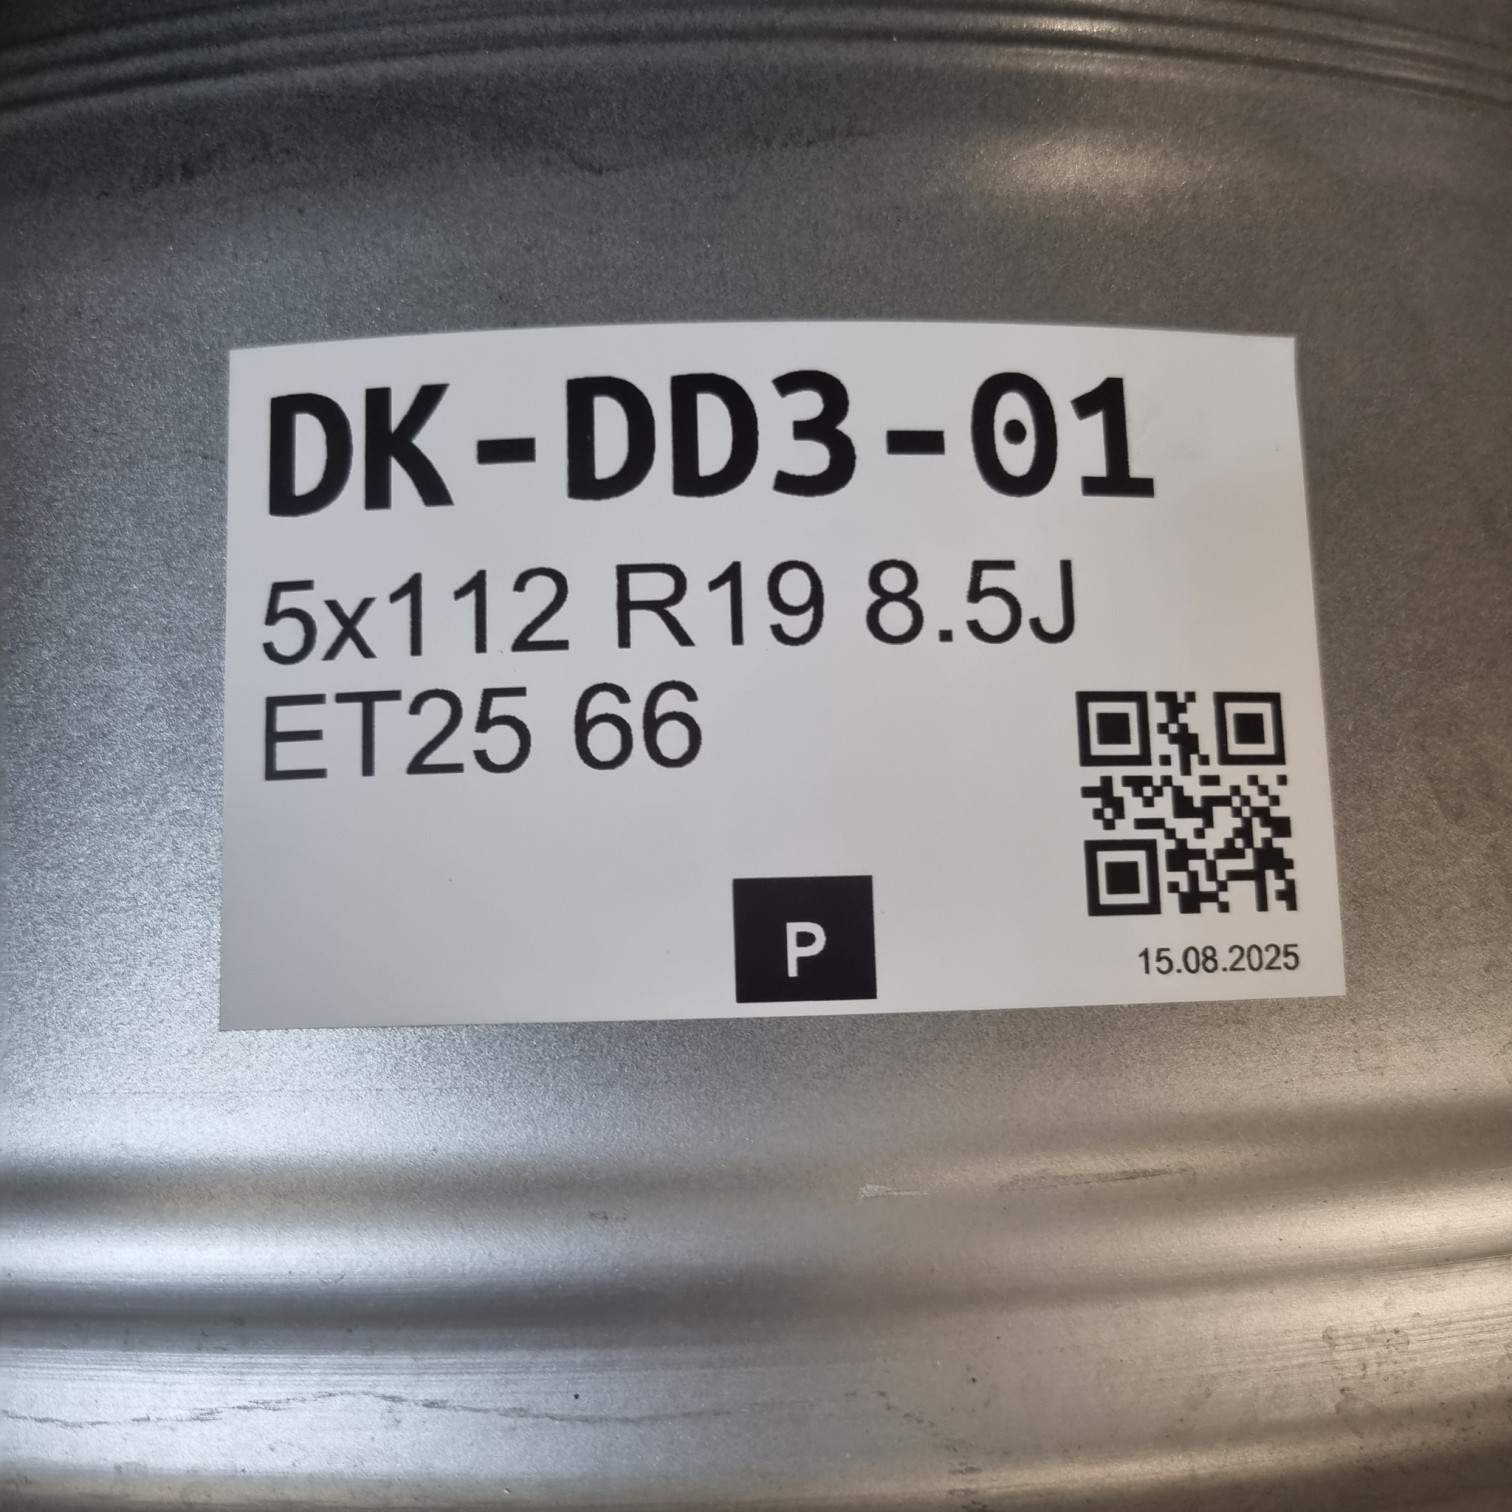 DK-DD3-01
5x112 R19 8.5J
ET25 66
P
15.08.2025